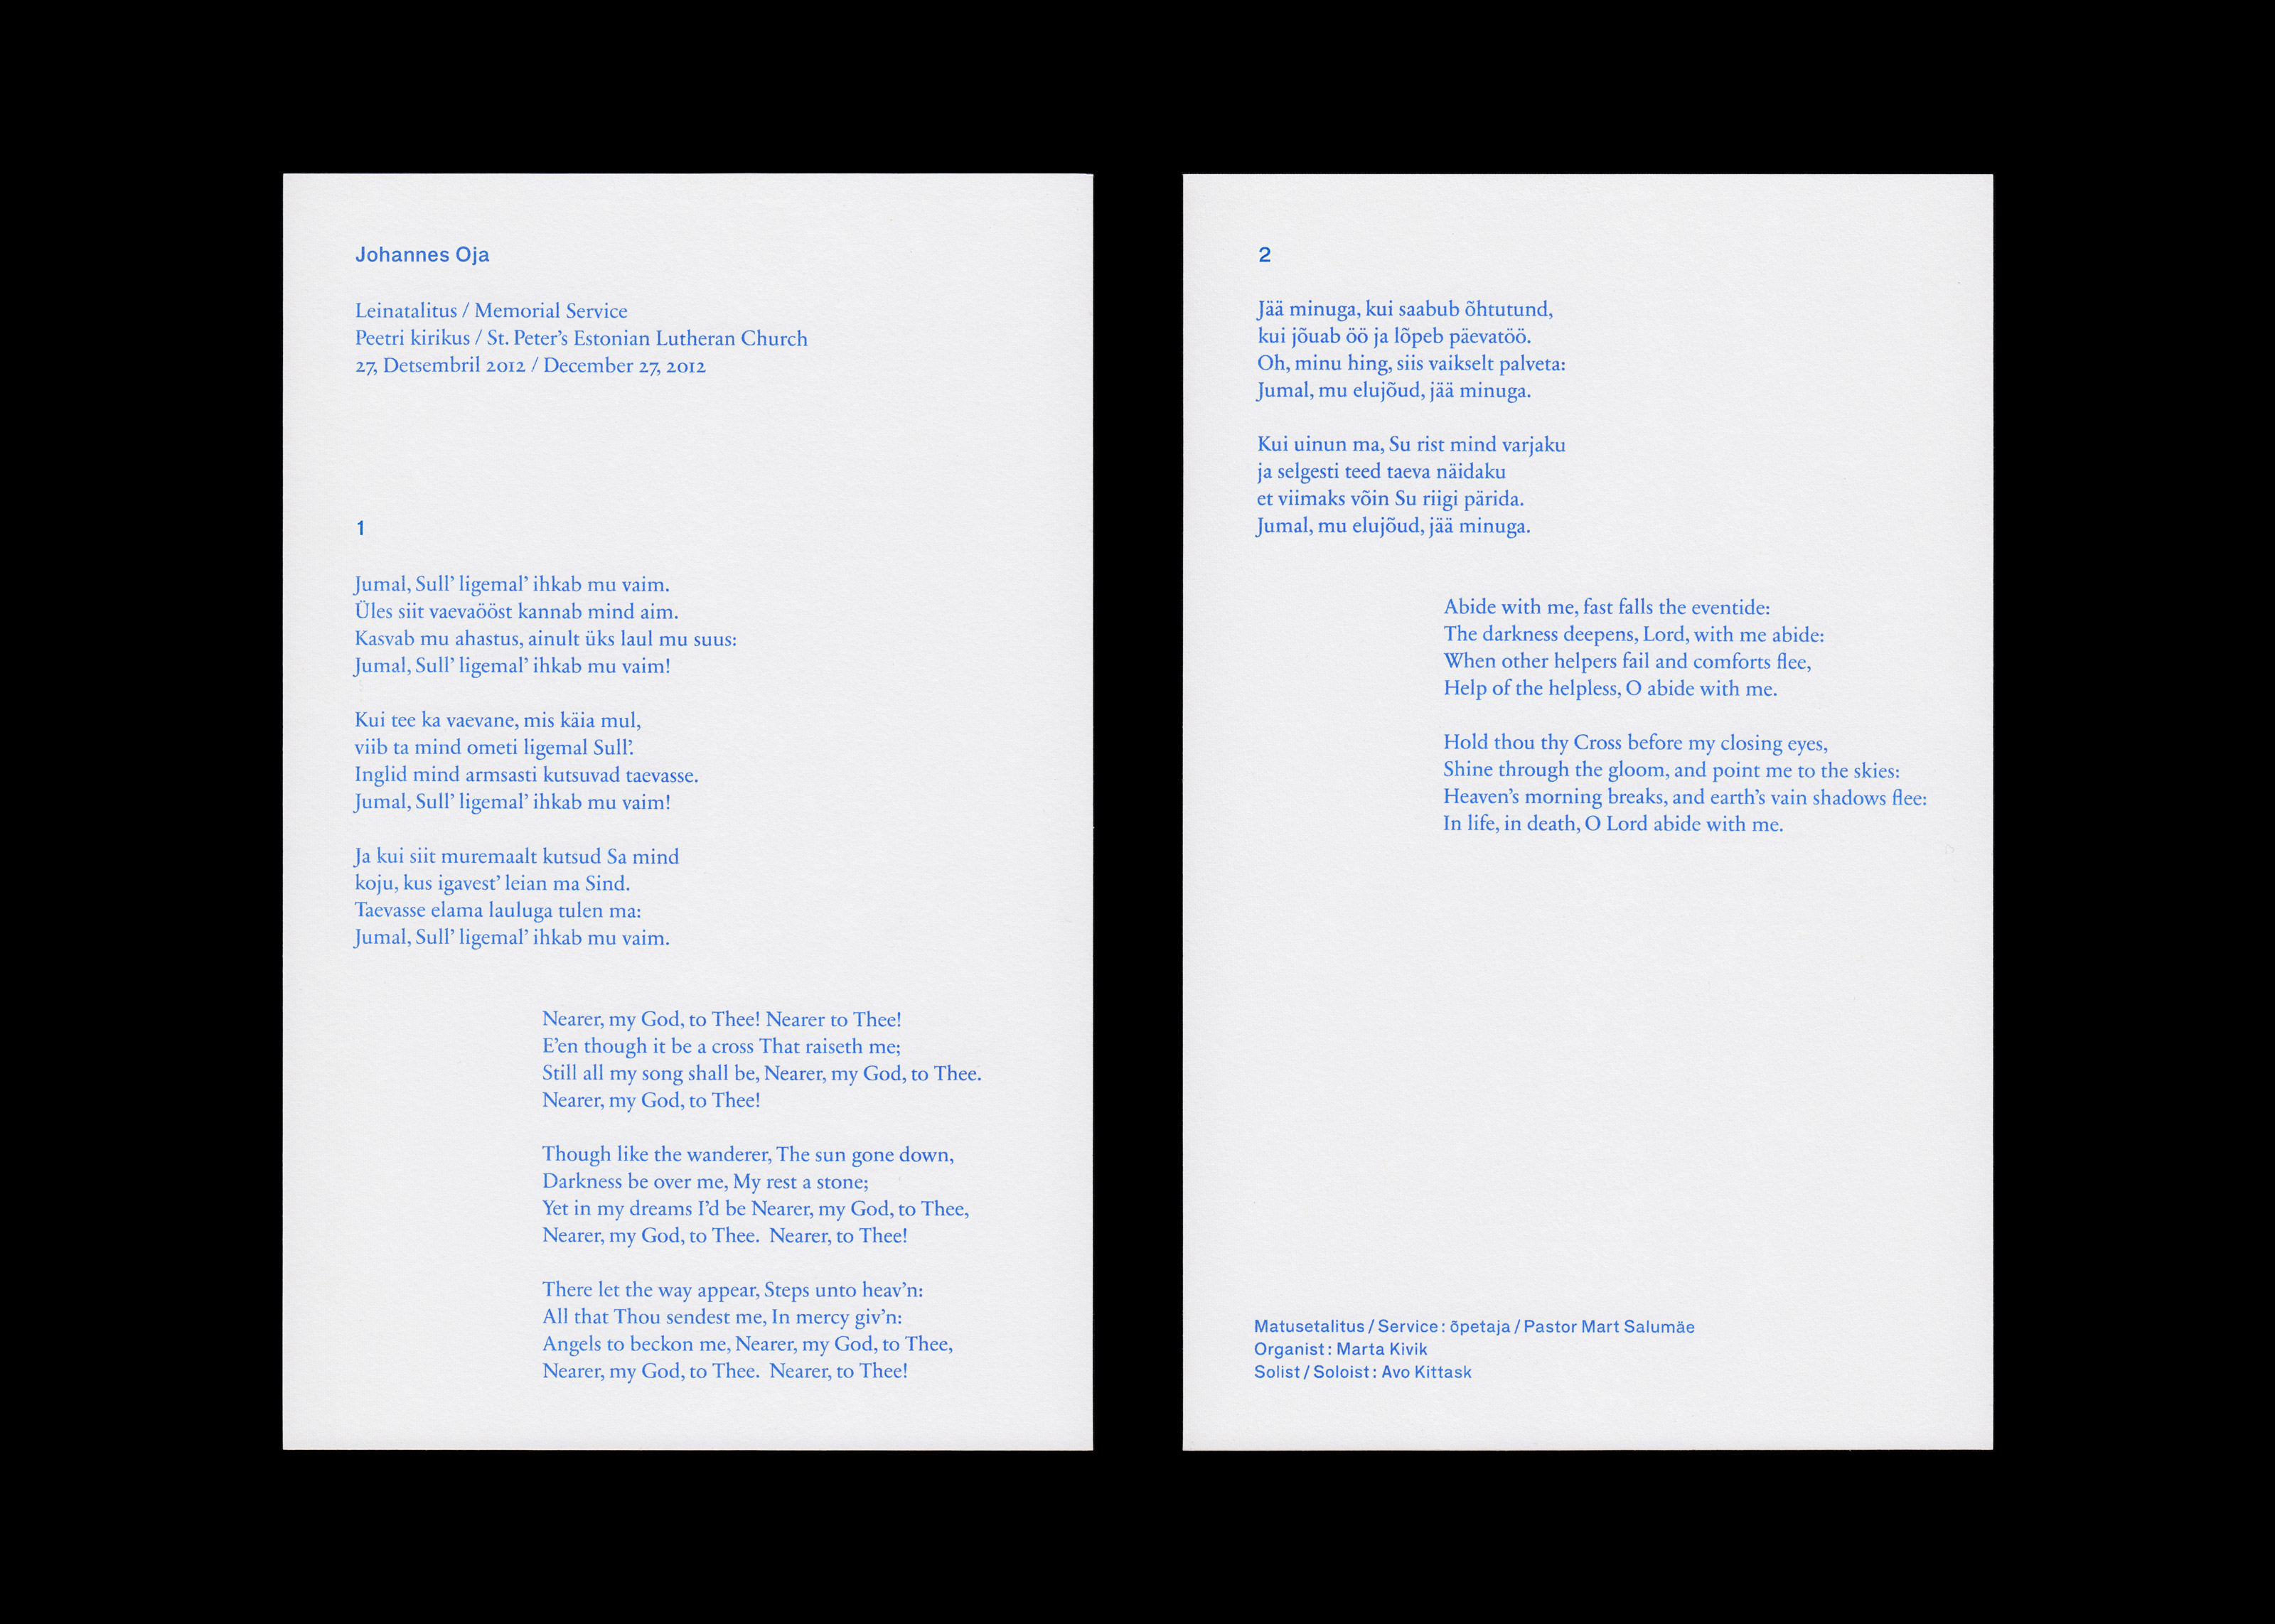 Johannes Oja
Leinatalitus / Memorial Service
Peetri kirikus / St. Peter’s Estonian Lutheran Church
27, Detsembril 2012 / December 27, 2012
1
Jumal, Sull’ ligemal’ ihkab mu vaim.
Üles siit vaevaööst kannab mind aim.
Kasvab mu ahastus, ainult üks laul mu suus:
Jumal, Sull’ ligemal’ ihkab mu vaim!
Kui tee ka vaevane, mis käia mul,
viib ta mind ometi ligemal Sull’.
Inglid mind armsasti kutsuvad taevasse.
Jumal, Sull’ ligemal’ ihkab mu vaim!
Ja kui siit muremaalt kutsud Sa mind
koju, kus igavest’ leian ma Sind.
Taevasse elama lauluga tulen ma:
Jumal, Sull’ ligemal’ ihkab mu vaim.
Nearer, my God, to Thee! Nearer to Thee!
E’en though it be a cross That raiseth me;
Still all my song shall be, Nearer, my God, to Thee.
Nearer, my God, to Thee!
Though like the wanderer, The sun gone down,
Darkness be over me, My rest a stone;
Yet in my dreams I’d be Nearer, my God, to Thee,
Nearer, my God, to Thee. Nearer, to Thee!
There let the way appear, Steps unto heav’n:
All that Thou sendest me, In mercy giv’n:
Angels to beckon me, Nearer, my God, to Thee,
Nearer, my God, to Thee. Nearer, to Thee!
2
Jää minuga, kui saabub õhtutund,
kui jõuab öö ja lõpeb päevatöö.
Oh, minu hing, siis vaikselt palveta:
Jumal, mu elujõud, jää minuga.
Kui uinun ma, Su rist mind varjaku
ja selgesti teed taeva näidaku
et viimaks võin Su riigi pärida.
Jumal, mu elujõud, jää minuga.
Abide with me, fast falls the eventide:
The darkness deepens, Lord, with me abide:
When other helpers fail and comforts flee,
Help of the helpless, O abide with me.
Hold thou thy Cross before my closing eyes,
Shine through the gloom, and point me to the skies:
Heaven’s morning breaks, and earth’s vain shadows flee:
In life, in death, O Lord abide with me.
Matusetalitus / Service: õpetaja / Pastor Mart Salumäe
Organist: Marta Kivik
Solist / Soloist: Avo Kittask